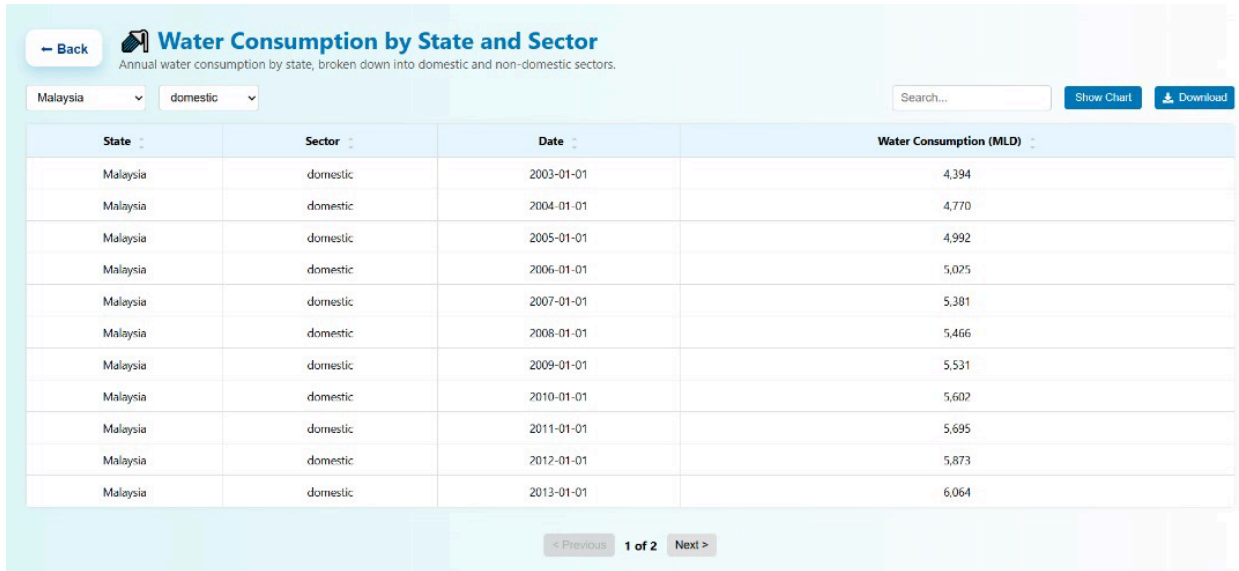 ← Back
Water Consumption by State and Sector
Annual water consumption by state, broken down into domestic and non-domestic sectors.
Malaysia domestic Search... Show Chart Download
State Sector Date Water Consumption (MLD)
Malaysia domestic 2003-01-01 4,394
Malaysia domestic 2004-01-01 4,770
Malaysia domestic 2005-01-01 4,992
Malaysia domestic 2006-01-01 5,025
Malaysia domestic 2007-01-01 5,381
Malaysia domestic 2008-01-01 5,466
Malaysia domestic 2009-01-01 5,531
Malaysia domestic 2010-01-01 5,602
Malaysia domestic 2011-01-01 5,695
Malaysia domestic 2012-01-01 5,873
Malaysia domestic 2013-01-01 6,064
< Previous 1 of 2 Next >